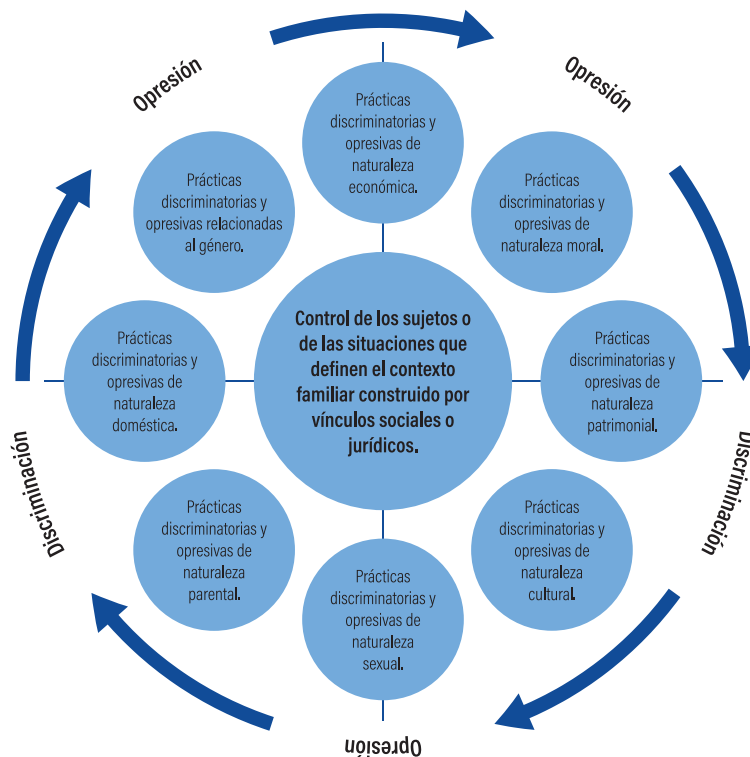 Opresión
Opresión
Prácticas
discriminatorias y
opresivas de
naturaleza
económica.
Prácticas
discriminatorias y
opresivas relacionadas
al género.
Prácticas
discriminatorias y
opresivas de
naturaleza moral.
Control de los sujetos o
de las situaciones que
definen el contexto
familiar construido por
vínculos sociales o
jurídicos.
Prácticas
discriminatorias y
opresivas de
naturaleza
doméstica.
Prácticas
discriminatorias y
opresivas de
naturaleza
patrimonial.
Discriminación
Discriminación
Prácticas
discriminatorias y
opresivas de
naturaleza
parental.
Prácticas
discriminatorias y
opresivas de
naturaleza
cultural.
Prácticas
discriminatorias y
opresivas de
naturaleza
sexual.
Opresión